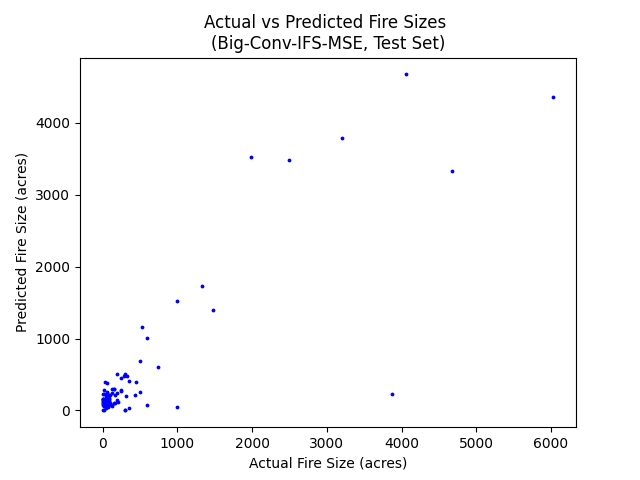 Actual vs Predicted Fire Sizes
(Big-Conv-IFS-MSE, Test Set)
Predicted Fire Size (acres)
4000
3000
2000
1000
0
0 1000 2000 3000 4000 5000 6000
Actual Fire Size (acres)